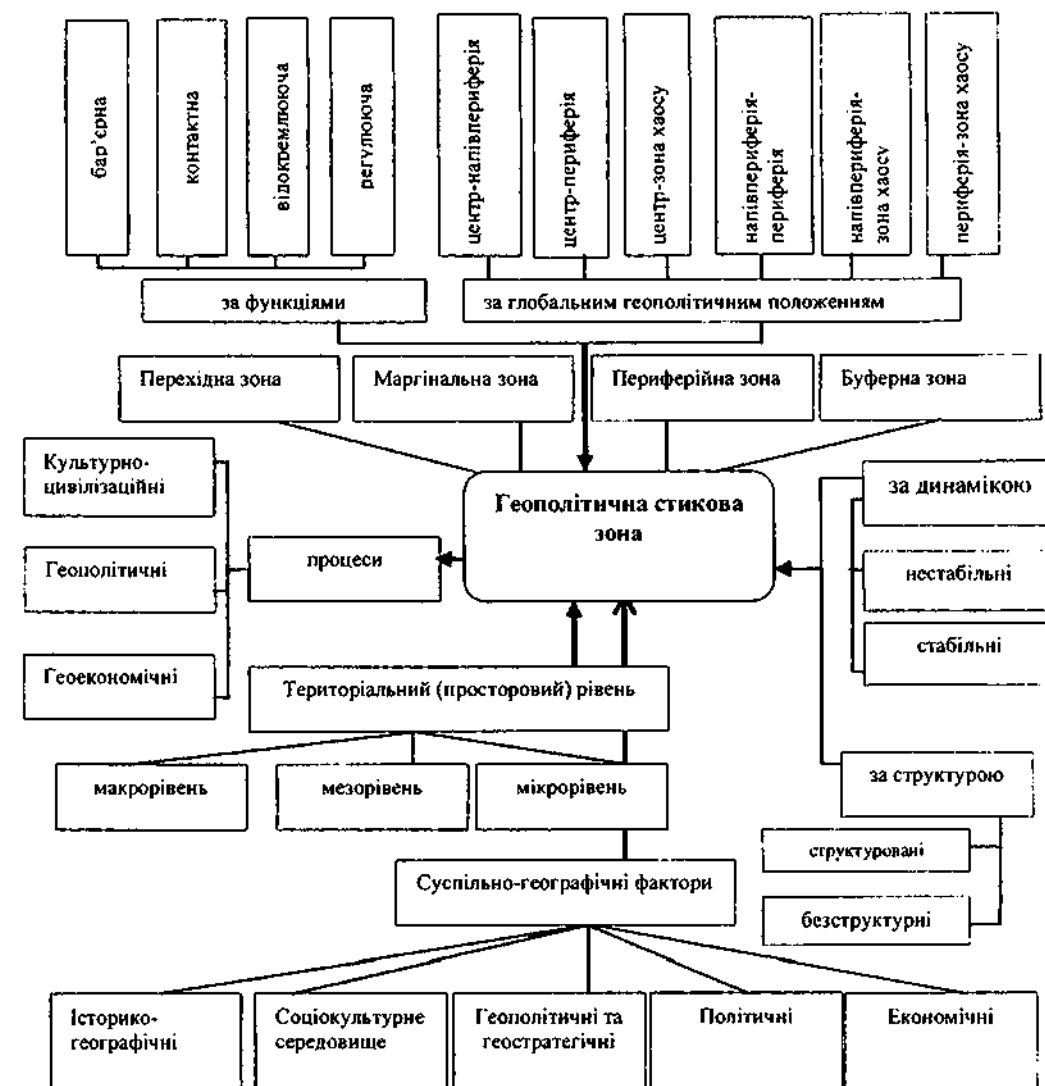 бар’єрна
контактна
відокремлююча
регулююча
центр-напівпериферія
центр-периферія
центр-зона хаосу
напівпериферія-
периферія
напівпериферія-
зона хаосу
периферія-зона хаосу
за функціями
за глобальним геополітичним положенням
Перехідна зона
Маргінальна зона
Периферійна зона
Буферна зона
Культурно-
цивілізаційні
Геополітичні
Геоекономічні
процеси
Геополітична стикова
зона
за динамікою
нестабільні
стабільні
Територіальний (просторовий) рівень
макрорівень
мезорівень
мікрорівень
за структурою
структуровані
безструктурні
Суспільно-географічні фактори
Історико-
географічні
Соціокультурне
середовище
Геополітичні та
геостратегічні
Політичні
Економічні